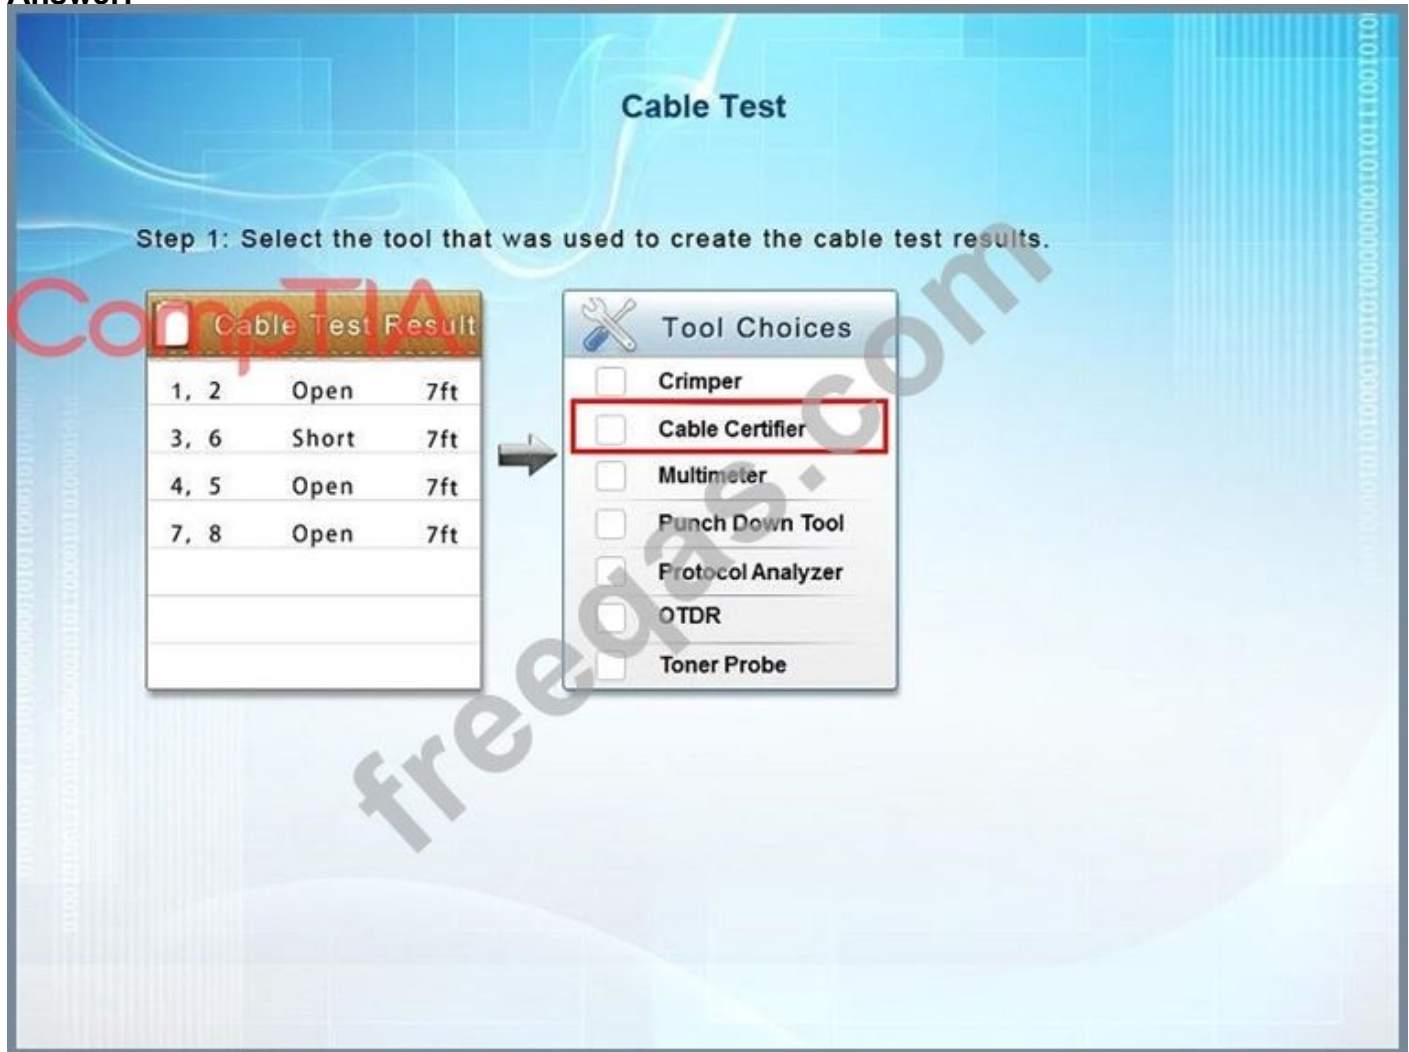 Answer:
Cable Test
Step 1: Select the tool that was used to create the cable test results.
CompTIA
Cable Test Result
1, 2 Open 7ft
3, 6 Short 7ft
4, 5 Open 7ft
7, 8 Open 7ft
Tool Choices
Crimper
Cable Certifier
Multimeter
Punch Down Tool
Protocol Analyzer
OTDR
Toner Probe
freeqas.com